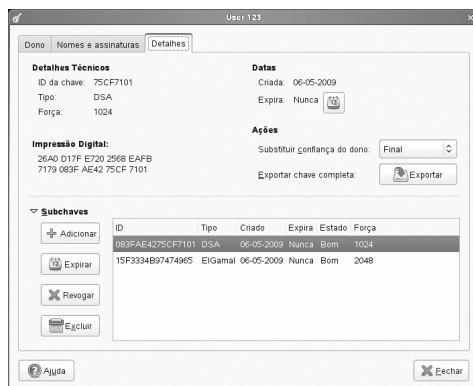 User 123
Dono
Nomes e assinaturas
Detalhes
Detalhes Técnicos
ID da chave: 75CF7101
Tipo: DSA
Força: 1024
Datas
Criada: 06-05-2009
Expira: Nunca
Impressão Digital:
26A0 D17F E720 2568 EAFB
7179 083F AE42 75CF 7101
Ações
Substituir confiança do dono: Final
Exportar chave completa: Exportar
Subchaves
Adicionar
Expirar
Revogar
Excluir
ID Tipo Criado Expira Estado Força
083FAE4275CF7101 DSA 06-05-2009 Nunca Bom 1024
15F3334B97474965 ElGamal 06-05-2009 Nunca Bom 2048
Ajuda
Fechar